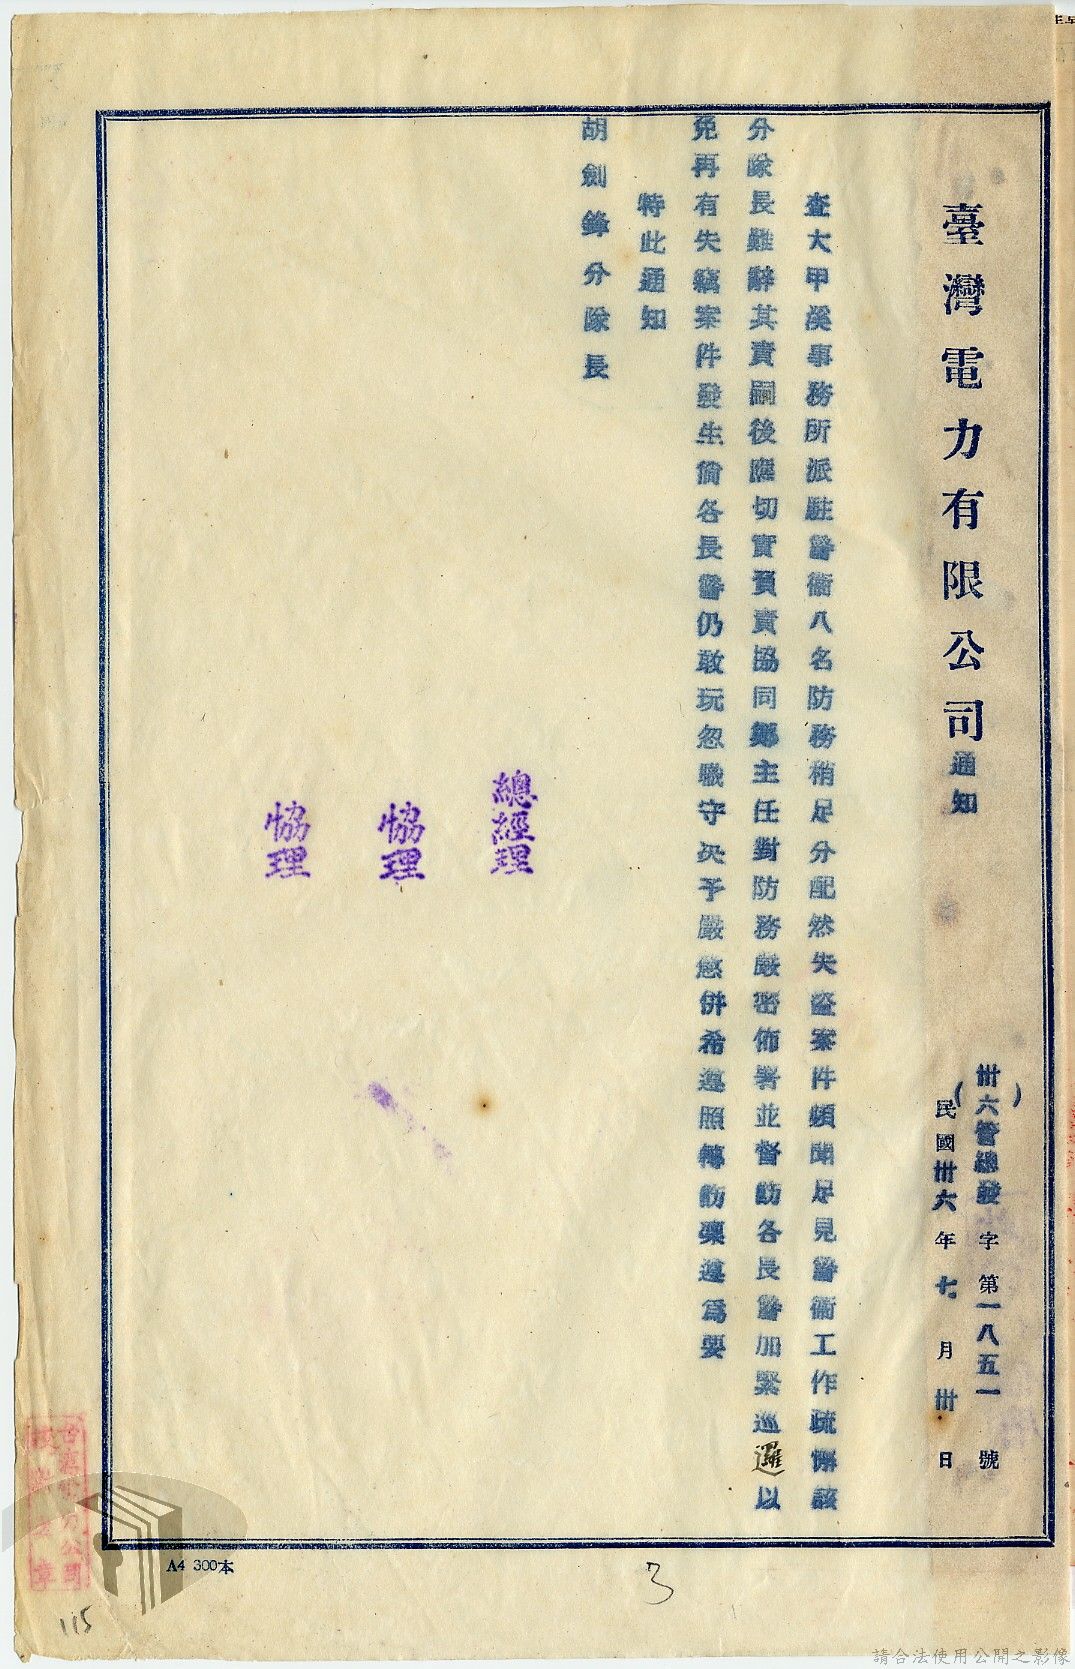 臺灣電力有限公司通知
(卅六)管總發字第一八五一號
民國卅六年七月卅日
查大甲溪事務所派駐警衞八名防務稍足分配然失盜案件頻聞足見警衞工作疏懈該
分隊長難辭其責嗣後應切實負責協同鄭主任對防務嚴密佈署並督飭各長警加緊巡邏以
免再有失竊案件發生倘各長警仍敢玩忽職守决予嚴懲併希遵照轉飭稟遵爲要
特此通知
胡劍鋒分隊長
總經理
協理
協理
A4 300本
3
115
請合法使用公開之影像